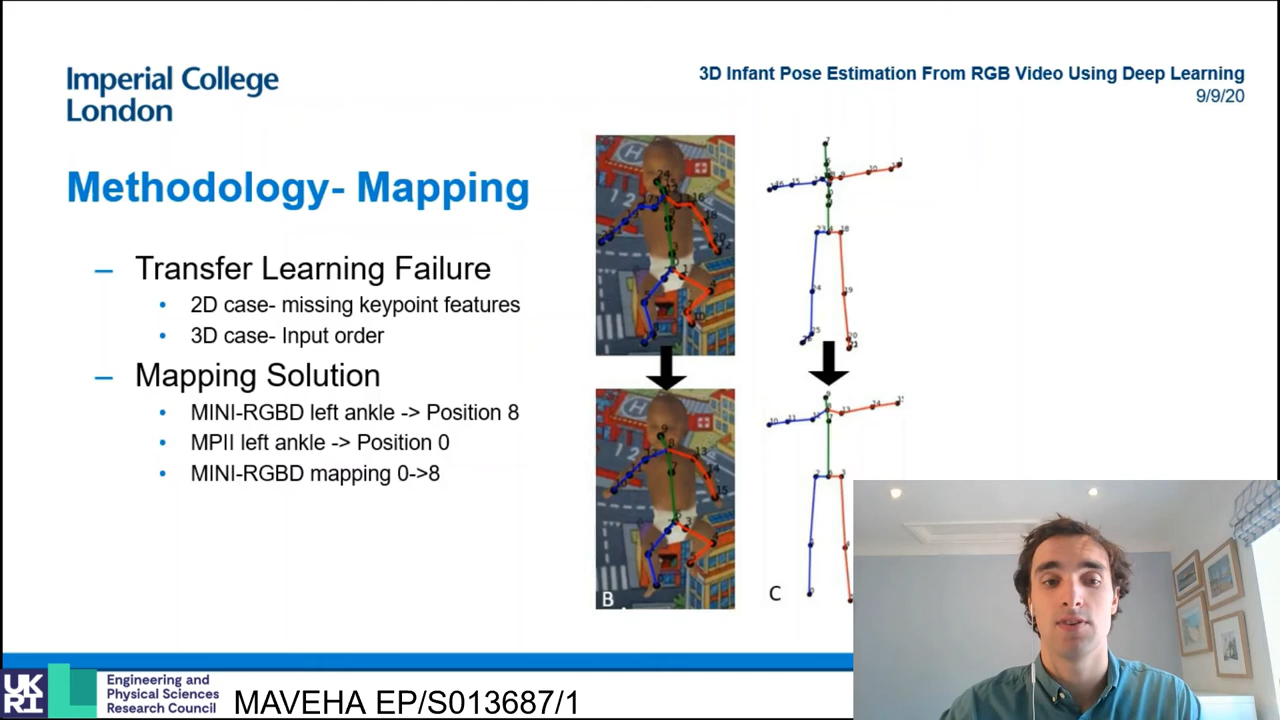 Imperial College
London
3D Infant Pose Estimation From RGB Video Using Deep Learning
9/9/20
Methodology- Mapping
– Transfer Learning Failure
• 2D case- missing keypoint features
• 3D case- Input order
– Mapping Solution
• MINI-RGBD left ankle -> Position 8
• MPII left ankle -> Position 0
• MINI-RGBD mapping 0->8
B
C
UK
RI
Engineering and
Physical Sciences
Research Council
MAVEHA EP/S013687/1